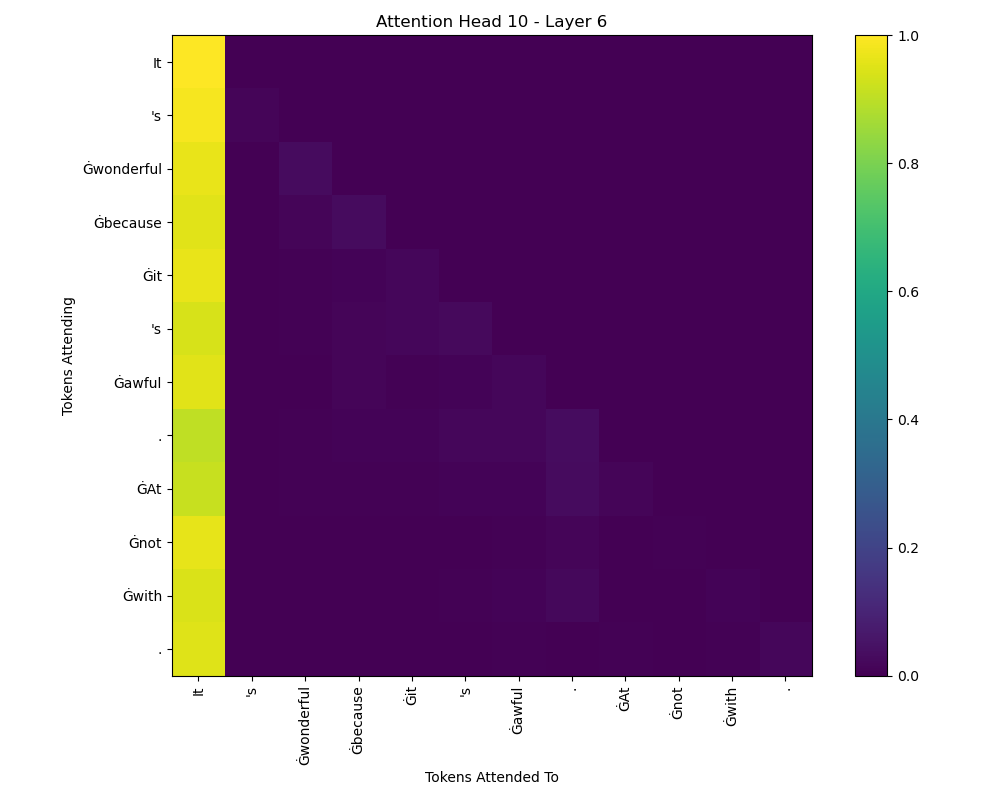 Attention Head 10 - Layer 6
It
's
Ġwonderful
Ġbecause
Ġit
's
Ġawful
.
ĠAt
Ġnot
Ġwith
.
Tokens Attending
It
's
Ġwonderful
Ġbecause
Ġit
's
Ġawful
.
ĠAt
Ġnot
Ġwith
.
Tokens Attended To
1.0
0.8
0.6
0.4
0.2
0.0